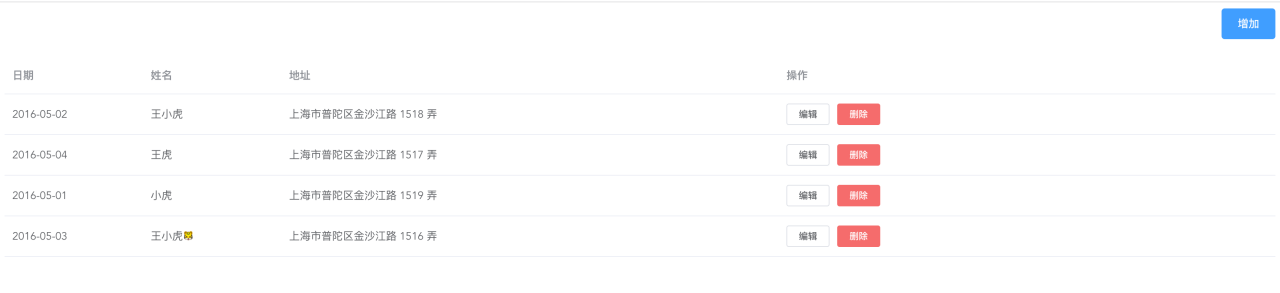 增加
日期 姓名 地址 操作
2016-05-02 王小虎 上海市普陀区金沙江路 1518 弄 编辑 删除
2016-05-04 王虎 上海市普陀区金沙江路 1517 弄 编辑 删除
2016-05-01 小虎 上海市普陀区金沙江路 1519 弄 编辑 删除
2016-05-03 王小虎🐯 上海市普陀区金沙江路 1516 弄 编辑 删除